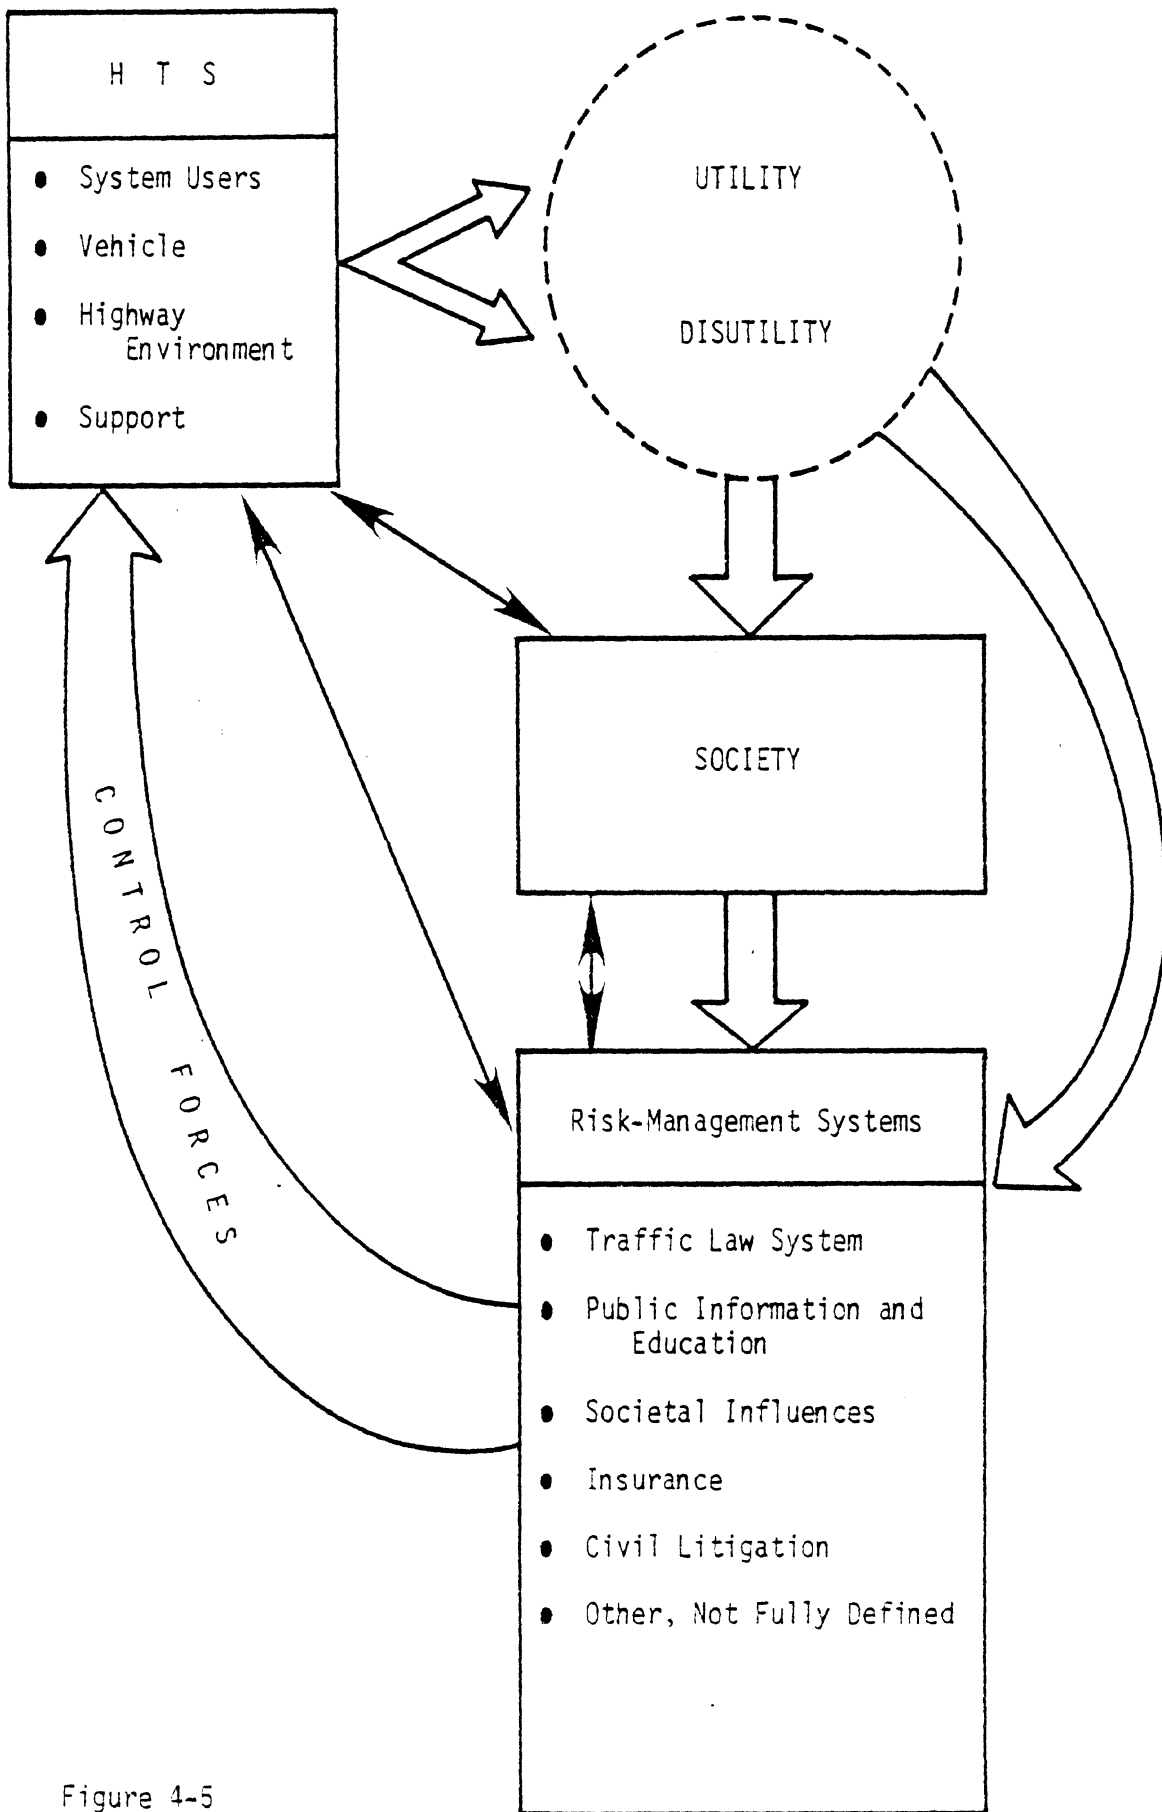 H T S
• System Users
• Vehicle
• Highway
Environment
• Support
UTILITY
DISUTILITY
SOCIETY
CONTROL FORCES
Risk-Management Systems
• Traffic Law System
• Public Information and
Education
• Societal Influences
• Insurance
• Civil Litigation
• Other, Not Fully Defined
Figure 4-5